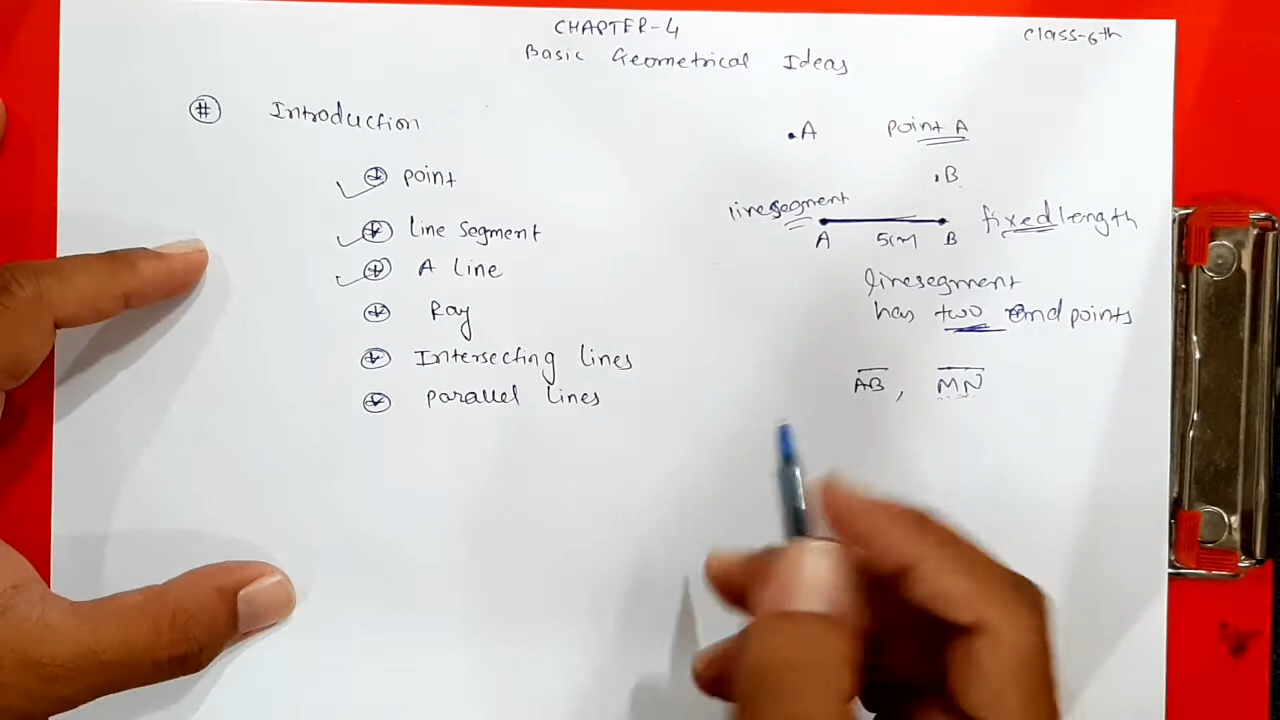 CHAPTER-4
Class-6th
Basic Geometrical Ideas
# Introduction
point
Line Segment
A Line
Ray
Intersecting lines
parallel lines
.A point A
.B
linesegment
A 5cm B fixed length
linesegment
has two end points
AB, MN